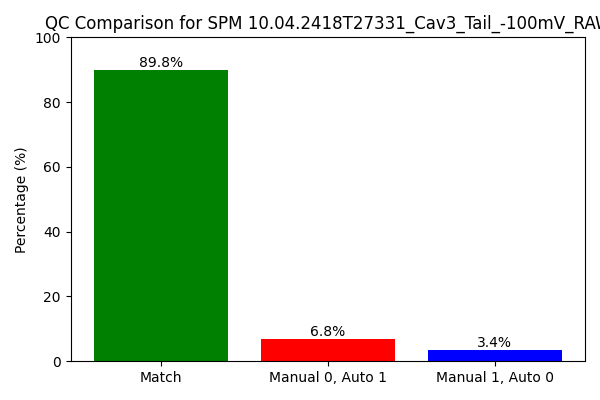 QC Comparison for SPM 10.04.2418T27331_Cav3_Tail_-100mV_RAW
100
80
60
40
20
0
Percentage (%)
89.8%
6.8%
3.4%
Match
Manual 0, Auto 1
Manual 1, Auto 0